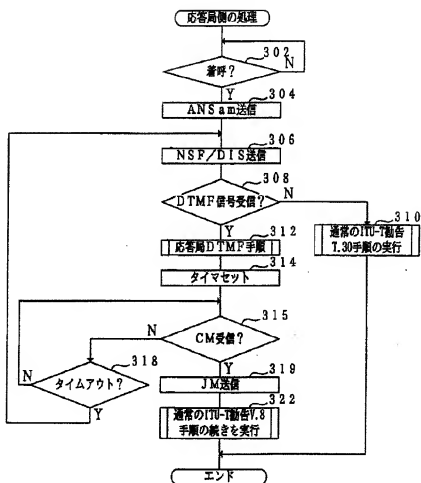 応答局側の処理
302
着呼?
N
Y
304
ANSam送信
306
NSF/DIS送信
308
DTMF信号受信?
N
Y
310
通常のITU-T勧告
T.30手順の実行
312
応答局DTMF手順
314
タイマセット
315
CM受信?
N
Y
318
タイムアウト?
N
Y
319
JM送信
322
通常のITU-T勧告V.8
手順の続きを実行
エンド